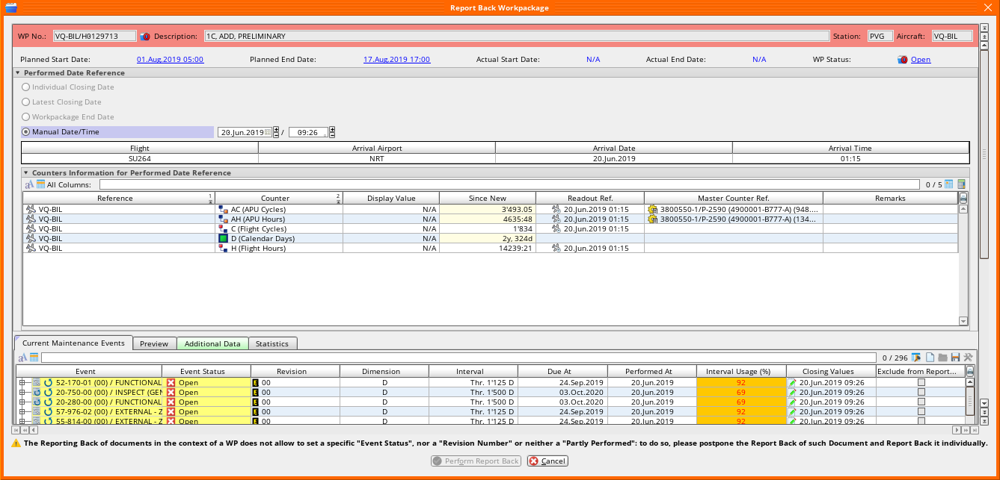 Report Back Workpackage
WP No.: VQ-BIL/H0129713 Description: 1C, ADD, PRELIMINARY Station: PVG Aircraft: VQ-BIL
Planned Start Date: 01.Aug.2019 05:00 Planned End Date: 17.Aug.2019 17:00 Actual Start Date: N/A Actual End Date: N/A WP Status: Open
Performed Date Reference
Individual Closing Date
Latest Closing Date
Workpackage End Date
Manual Date/Time 20.Jun.2019 / 09:26
Flight Arrival Airport Arrival Date Arrival Time
SU264 NRT 20.Jun.2019 01:15
Counters Information for Performed Date Reference
All Columns: 0 / 5
Reference 1 Counter 2 Display Value Since New Readout Ref. Master Counter Ref. Remarks
VQ-BIL AC (APU Cycles) N/A 3'493.05 20.Jun.2019 01:15 3800550-1/P-2590 (4900001-B777-A) (948....
VQ-BIL AH (APU Hours) N/A 4635:48 20.Jun.2019 01:15 3800550-1/P-2590 (4900001-B777-A) (134...
VQ-BIL C (Flight Cycles) N/A 1'834 20.Jun.2019 01:15
VQ-BIL D (Calendar Days) N/A 2y, 324d
VQ-BIL H (Flight Hours) N/A 14239:21 20.Jun.2019 01:15
Current Maintenance Events Preview Additional Data Statistics
0 / 296
Event Event Status Revision Dimension Interval Due At Performed At Interval Usage (%) Closing Values Exclude from Report...
52-170-01 (00) / FUNCTIONAL Open 00 D Thr. 1'125 D 24.Sep.2019 20.Jun.2019 92 20.Jun.2019 09:26
20-750-00 (00) / INSPECT (GEN Open 00 D Thr. 1'500 D 03.Oct.2020 20.Jun.2019 69 20.Jun.2019 09:26
20-280-00 (00) / FUNCTIONAL Open 00 D Thr. 1'500 D 03.Oct.2020 20.Jun.2019 69 20.Jun.2019 09:26
57-976-02 (00) / EXTERNAL - Z Open 00 D Thr. 1'125 D 24.Sep.2019 20.Jun.2019 92 20.Jun.2019 09:26
55-814-00 (00) / EXTERNAL - Z Open 00 D Thr. 1'125 D 24.Sep.2019 20.Jun.2019 92 20.Jun.2019 09:26
The Reporting Back of documents in the context of a WP does not allow to set a specific "Event Status", nor a "Revision Number" or neither a "Partly Performed": to do so, please postpone the Report Back of such Document and Report Back it individually.
Perform Report Back Cancel